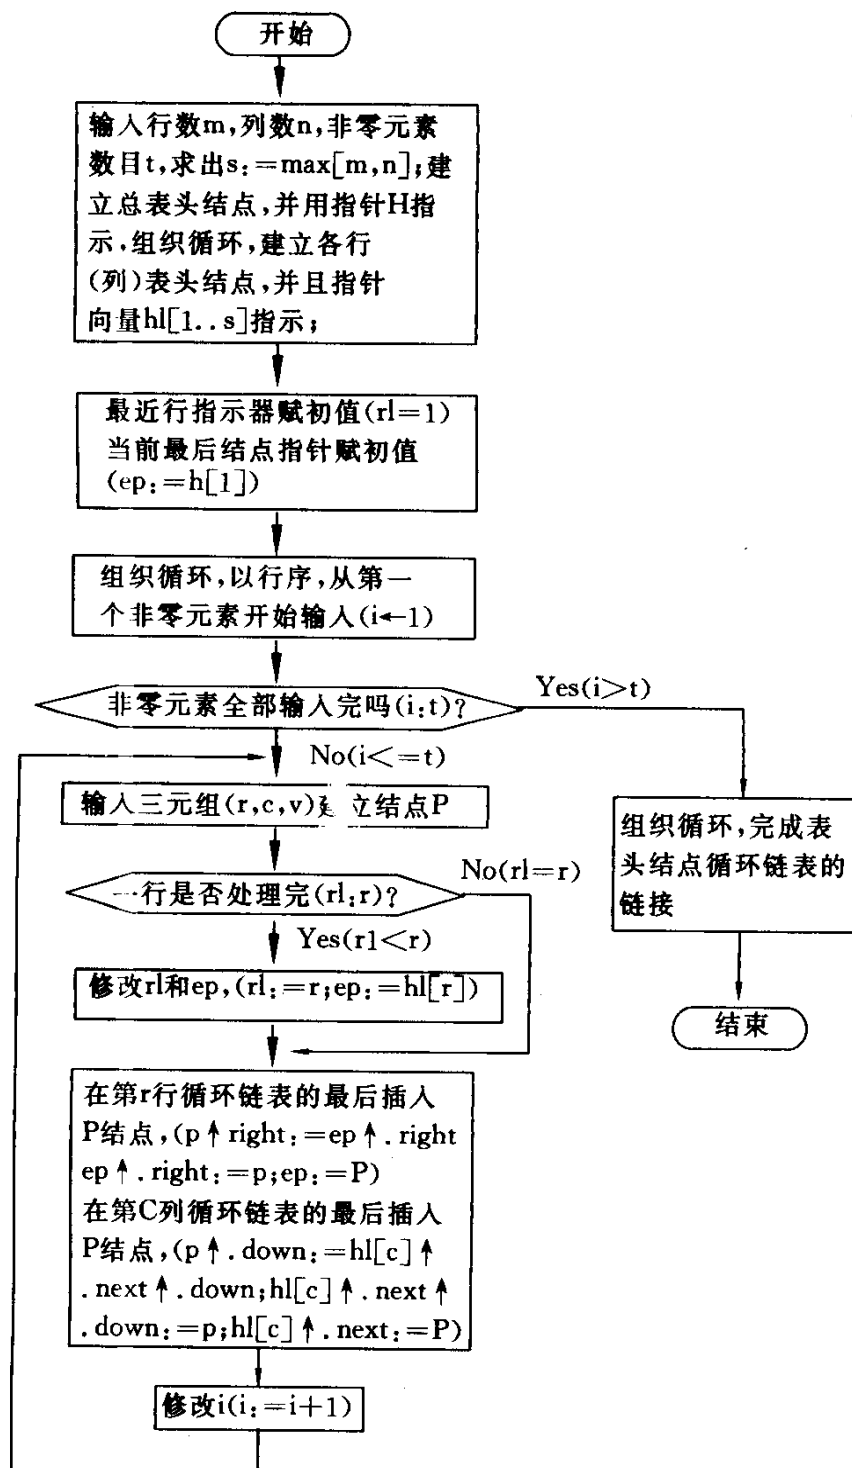 开始
输入行数m,列数n,非零元素
数目t,求出s:=max[m,n];建
立总表头结点,并用指针H指
示.组织循环,建立各行
(列)表头结点,并且指针
向量hl[1..s]指示;
最近行指示器赋初值(rl=1)
当前最后结点指针赋初值
(ep:=h[1])
组织循环,以行序,从第一
个非零元素开始输入(i←1)
非零元素全部输入完吗(i:t)?
Yes(i>t)
No(i<=t)
输入三元组(r,c,v)建立结点P
一行是否处理完(rl:r)?
No(rl=r)
Yes(r1<r)
修改rl和ep,(rl:=r;ep:=hl[r])
组织循环,完成表
头结点循环链表的
链接
结束
在第r行循环链表的最后插入
P结点,(p↑right:=ep↑.right
ep↑.right:=p;ep:=P)
在第C列循环链表的最后插入
P结点,(p↑.down:=hl[c]↑
.next↑.down;hl[c]↑.next↑
.down:=p;hl[c]↑.next:=P)
修改i(i:=i+1)